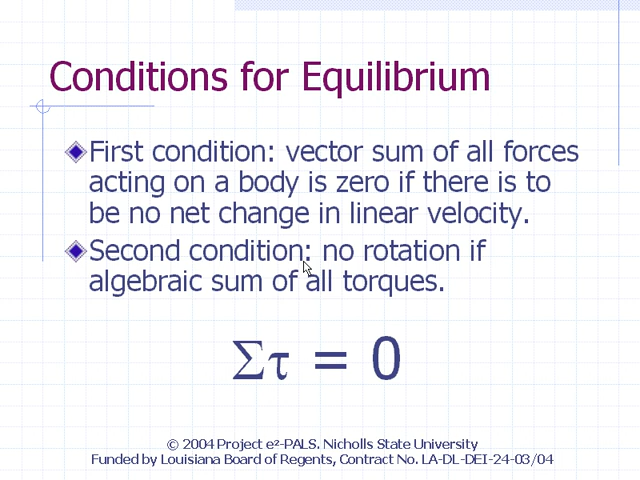 Conditions for Equilibrium
First condition: vector sum of all forces
acting on a body is zero if there is to
be no net change in linear velocity.
Second condition: no rotation if
algebraic sum of all torques.
Στ = 0
© 2004 Project e²-PALS. Nicholls State University
Funded by Louisiana Board of Regents, Contract No. LA-DL-DEI-24-03/04